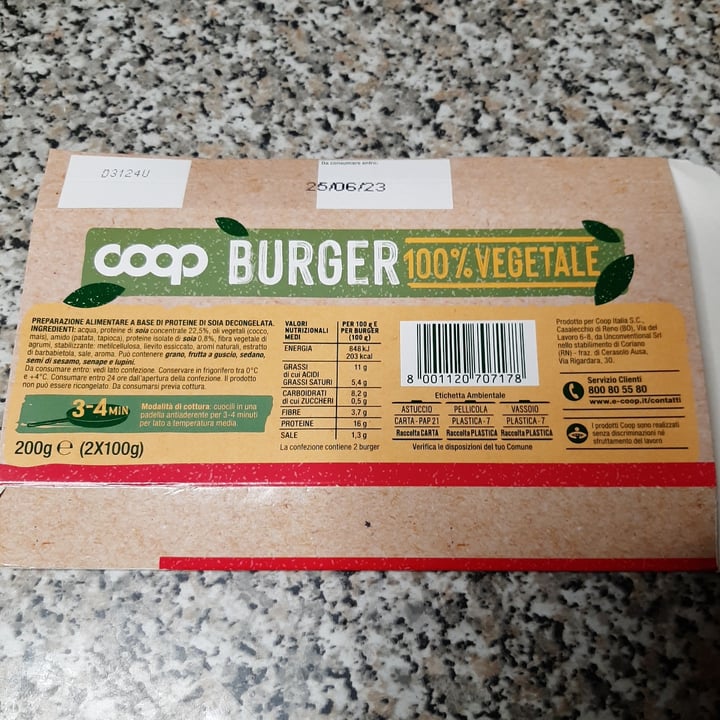 D3124U
Da consumare entro:
25/06/23
coop BURGER 100% VEGETALE
PREPARAZIONE ALIMENTARE A BASE DI PROTEINE DI SOIA DECONGELATA.
INGREDIENTI: acqua, proteine di soia concentrate 22,5%, oli vegetali (cocco,
mais), amido (patata, tapioca), proteine isolate di soia 0,8%, fibra vegetale di
agrumi, stabilizzante: metilcellulosa, lievito essiccato, aromi naturali, estratto
di barbabietola, sale, aroma. Può contenere grano, frutta a guscio, sedano,
semi di sesamo, senape e lupini.
Da consumare entro: vedi lato confezione. Conservare in frigorifero tra 0°C
e +4°C. Consumare entro 24 ore dall'apertura della confezione. Il prodotto
non può essere ricongelato. Da consumarsi previa cottura.
3-4 MIN
Modalità di cottura: cuocili in una
padella antiaderente per 3-4 minuti
per lato a temperatura media.
200g e (2X100g)
VALORI NUTRIZIONALI MEDI
PER 100 g E PER BURGER (100 g)
ENERGIA 848 kJ
203 kcal
GRASSI 11 g
di cui ACIDI
GRASSI SATURI 5,4 g
CARBOIDRATI 8,2 g
di cui ZUCCHERI 0,5 g
FIBRE 3,7 g
PROTEINE 16 g
SALE 1,3 g
La confezione contiene 2 burger
8 001120 707178
Etichetta Ambientale
ASTUCCIO PELLICOLA VASSOIO
CARTA - PAP 21 PLASTICA - 7 PLASTICA - 7
Raccolta CARTA Raccolta PLASTICA Raccolta PLASTICA
Verifica le disposizioni del tuo Comune
Prodotto per Coop Italia S.C.,
Casalecchio di Reno (BO), Via del
Lavoro 6-8, da Unconventional Srl
nello stabilimento di Coriano
(RN) - fraz. di Cerasolo Ausa,
Via Rigardara, 30.
Servizio Clienti
800 80 55 80
www.e-coop.it/contatti
I prodotti Coop sono realizzati
senza discriminazioni né
sfruttamento del lavoro